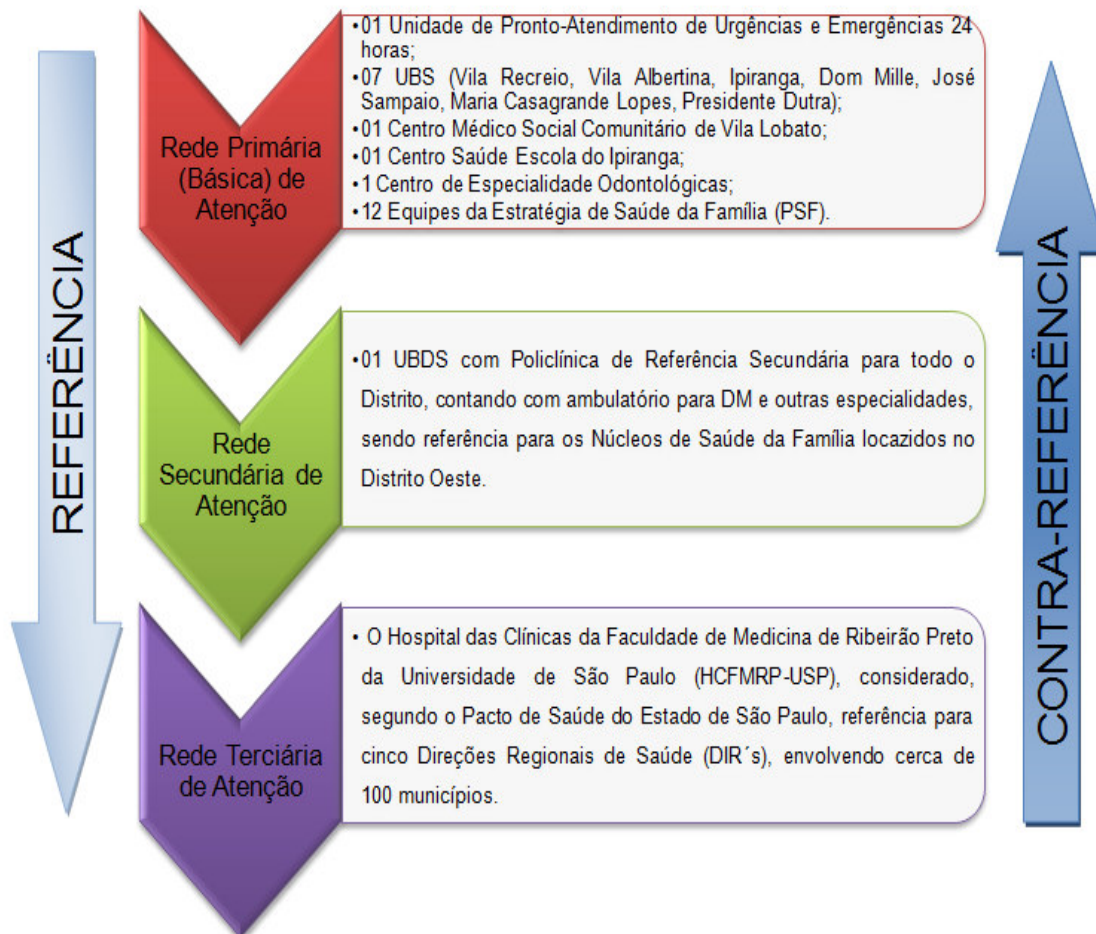 REFERÊNCIA
Rede Primária
(Básica) de
Atenção
•01 Unidade de Pronto-Atendimento de Urgências e Emergências 24
horas;
•07 UBS (Vila Recreio, Vila Albertina, Ipiranga, Dom Mille, José
Sampaio, Maria Casagrande Lopes, Presidente Dutra);
•01 Centro Médico Social Comunitário de Vila Lobato;
•01 Centro Saúde Escola do Ipiranga;
•1 Centro de Especialidade Odontológicas;
•12 Equipes da Estratégia de Saúde da Família (PSF).
Rede
Secundária de
Atenção
•01 UBDS com Policlínica de Referência Secundária para todo o
Distrito, contando com ambulatório para DM e outras especialidades,
sendo referência para os Núcleos de Saúde da Família locazidos no
Distrito Oeste.
Rede Terciária
de Atenção
• O Hospital das Clínicas da Faculdade de Medicina de Ribeirão Preto
da Universidade de São Paulo (HCFMRP-USP), considerado,
segundo o Pacto de Saúde do Estado de São Paulo, referência para
cinco Direções Regionais de Saúde (DIR´s), envolvendo cerca de
100 municípios.
CONTRA-REFERÊNCIA